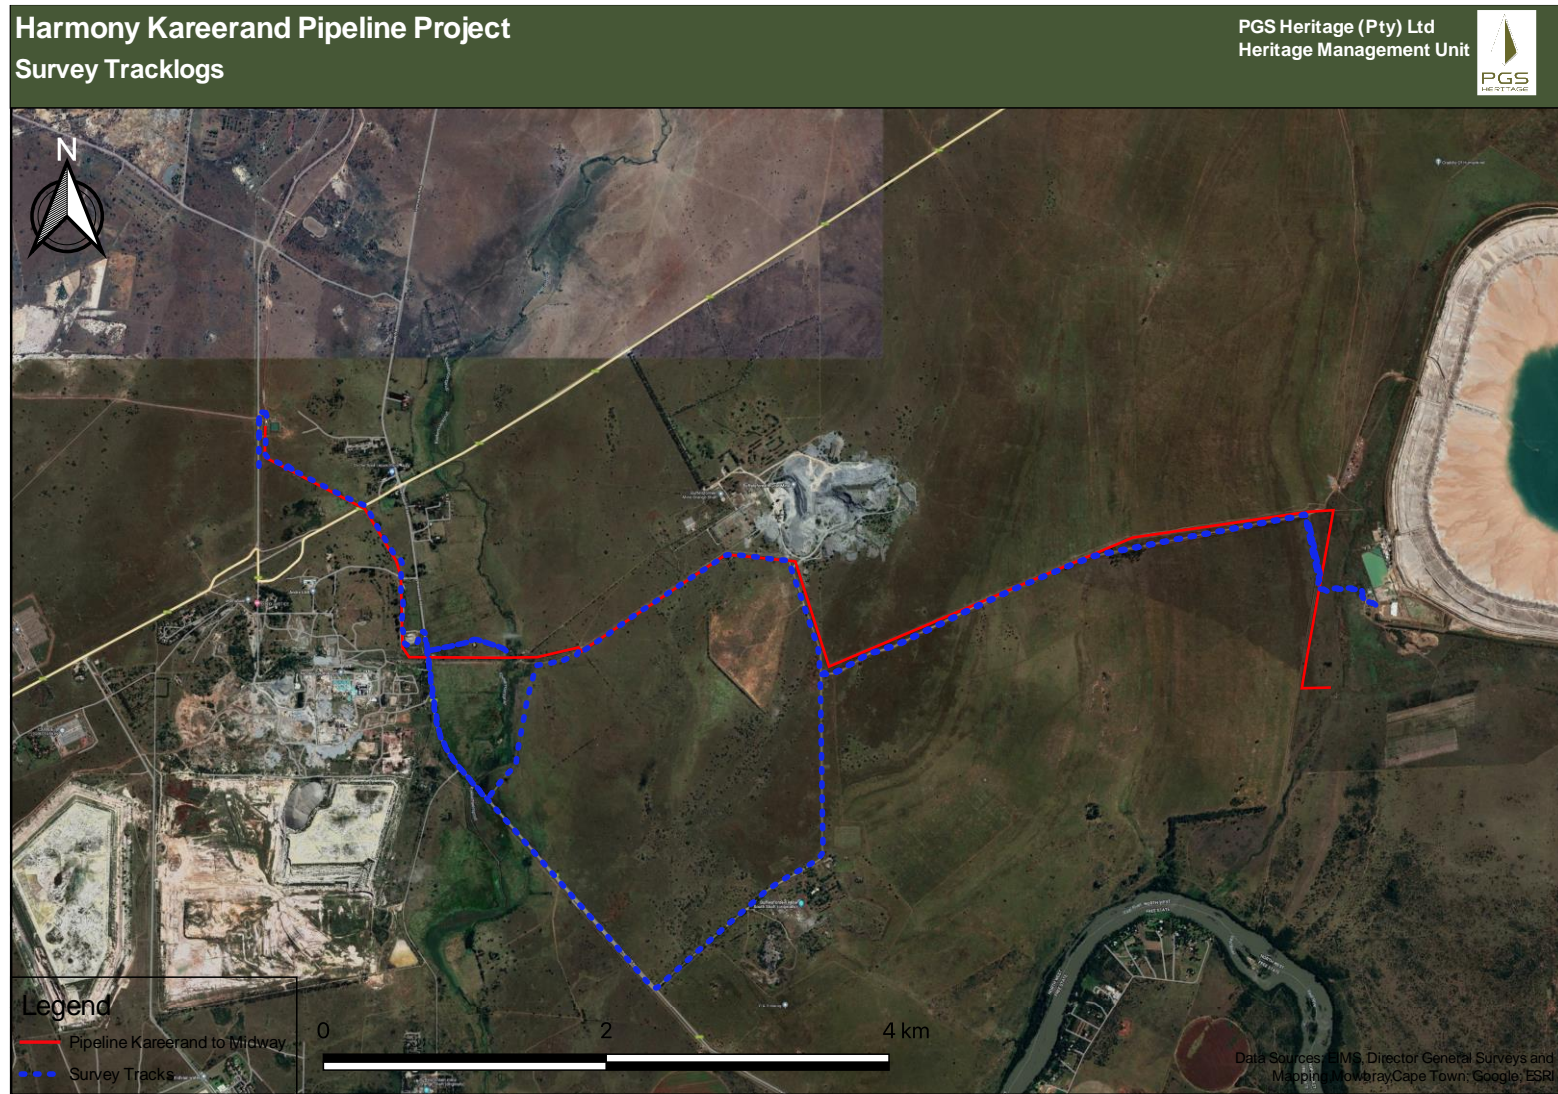 Harmony Kareerand Pipeline Project
Survey Tracklogs
PGS Heritage (Pty) Ltd
Heritage Management Unit
PGS
HERITAGE
N
Legend
Pipeline Kareerand to Midway
Survey Tracks
0 2 4 km
Data Sources: EIMS, Director General Surveys and
Mapping Mowbray,Cape Town; Google; ESRI